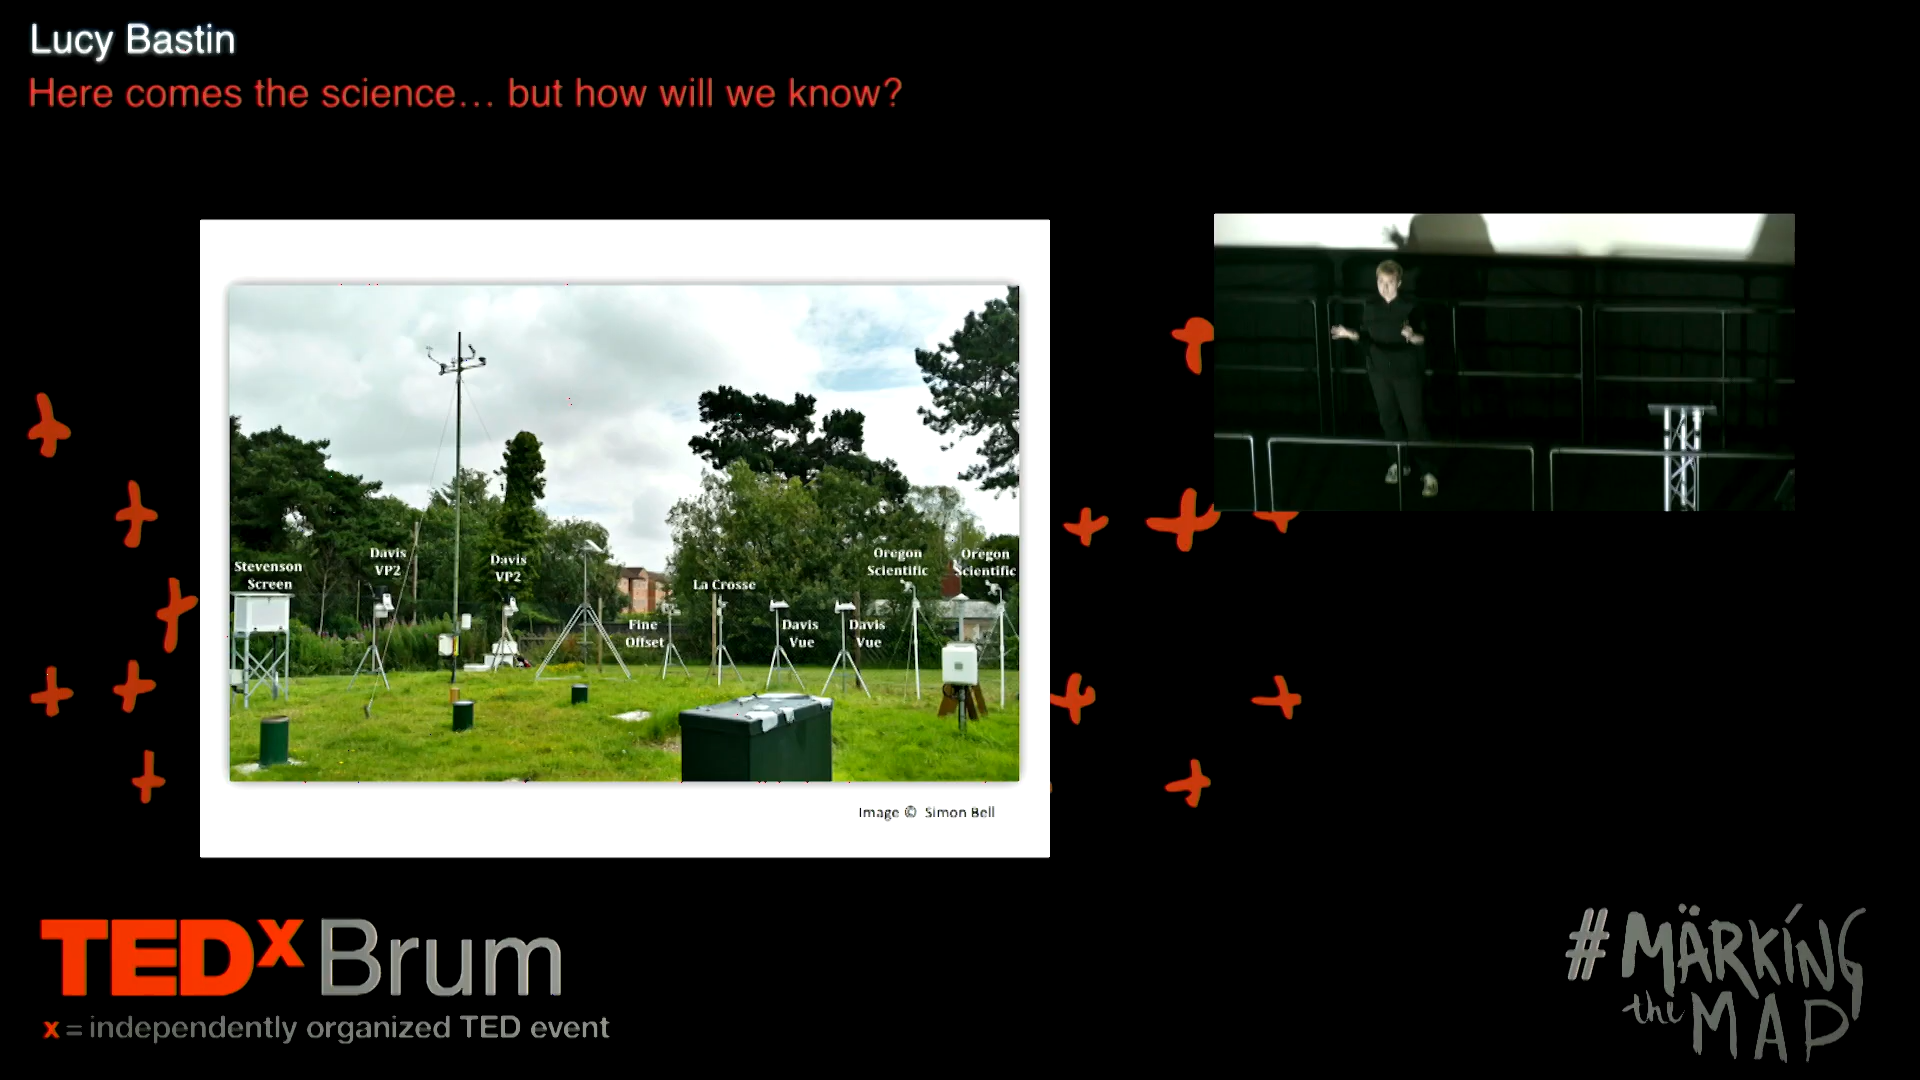 Lucy Bastin
Here comes the science... but how will we know?
Stevenson
Screen
Davis
VP2
Davis
VP2
Fine
Offset
La Crosse
Davis
Vue
Davis
Vue
Oregon
Scientific
Oregon
Scientific
Image © Simon Bell
TEDx Brum
x = independently organized TED event
#MÄRKÍNG
the MAP